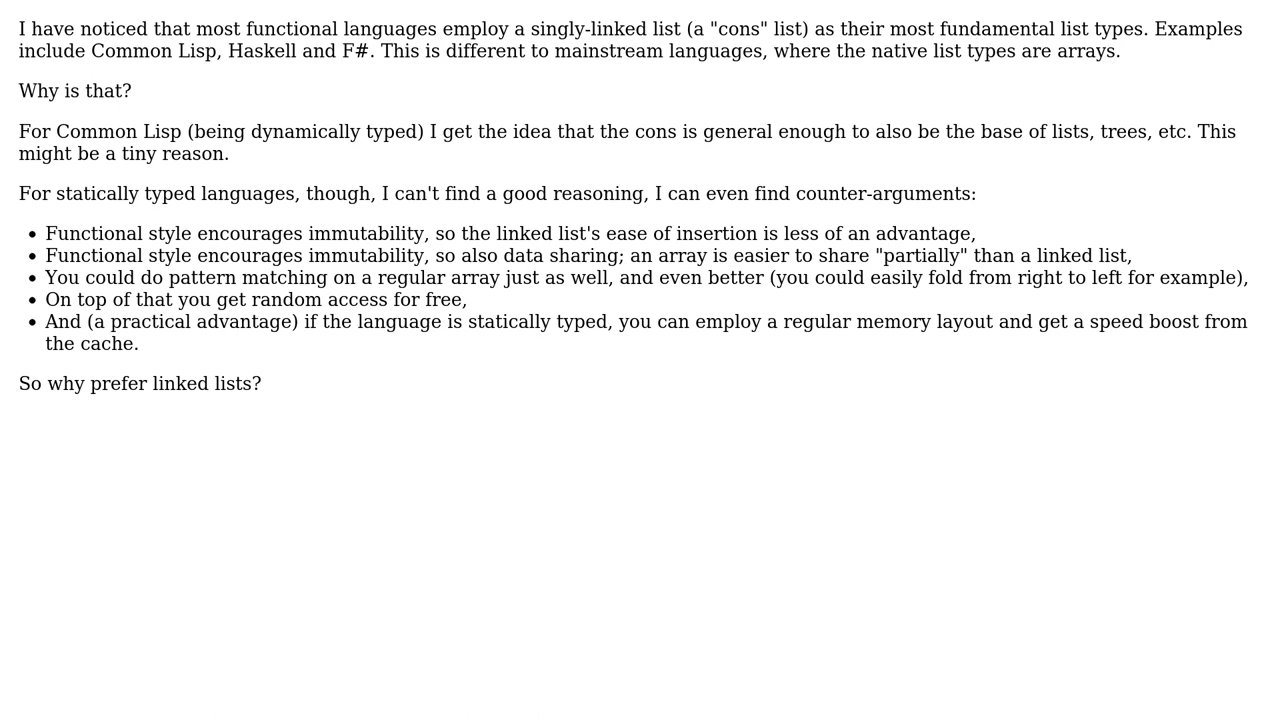 I have noticed that most functional languages employ a singly-linked list (a "cons" list) as their most fundamental list types. Examples
include Common Lisp, Haskell and F#. This is different to mainstream languages, where the native list types are arrays.
Why is that?
For Common Lisp (being dynamically typed) I get the idea that the cons is general enough to also be the base of lists, trees, etc. This
might be a tiny reason.
For statically typed languages, though, I can't find a good reasoning, I can even find counter-arguments:
• Functional style encourages immutability, so the linked list's ease of insertion is less of an advantage,
• Functional style encourages immutability, so also data sharing; an array is easier to share "partially" than a linked list,
• You could do pattern matching on a regular array just as well, and even better (you could easily fold from right to left for example),
• On top of that you get random access for free,
• And (a practical advantage) if the language is statically typed, you can employ a regular memory layout and get a speed boost from
the cache.
So why prefer linked lists?